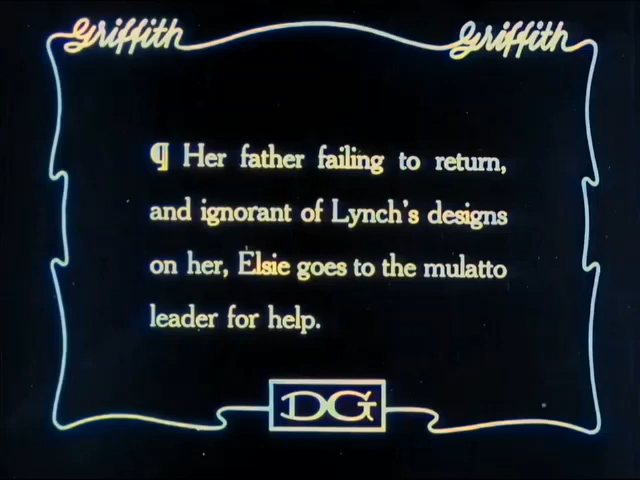 Griffith Griffith
¶ Her father failing to return,
and ignorant of Lynch's designs
on her, Elsie goes to the mulatto
leader for help.
DG